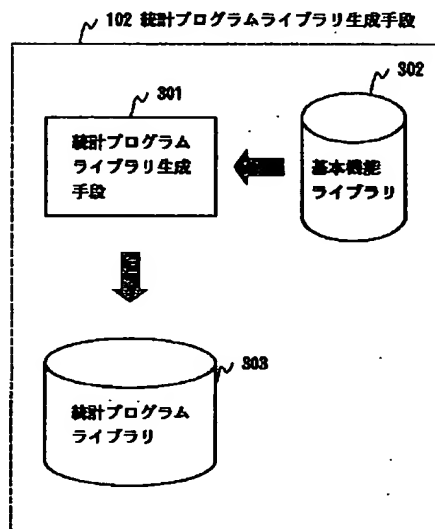 102 統計プログラムライブラリ生成手段
301
統計プログラム
ライブラリ生成
手段
302
基本機能
ライブラリ
303
統計プログラム
ライブラリ